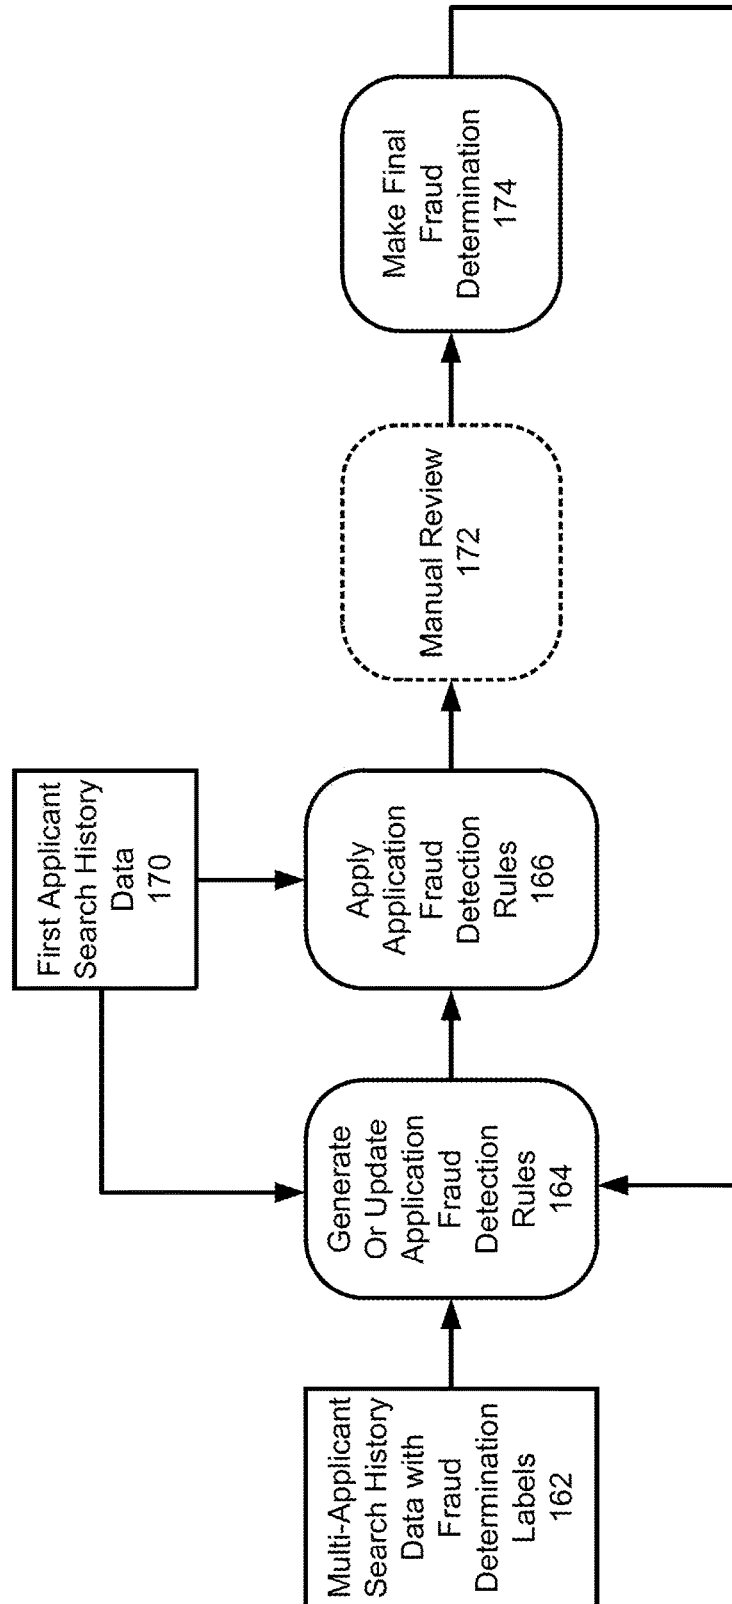 First Applicant
Search History
Data
170
Multi-Applicant
Search History
Data with
Fraud
Determination
Labels
162
Generate
Or Update
Application
Fraud
Detection
Rules
164
Apply
Application
Fraud
Detection
Rules
166
Manual Review
172
Make Final
Fraud
Determination
174